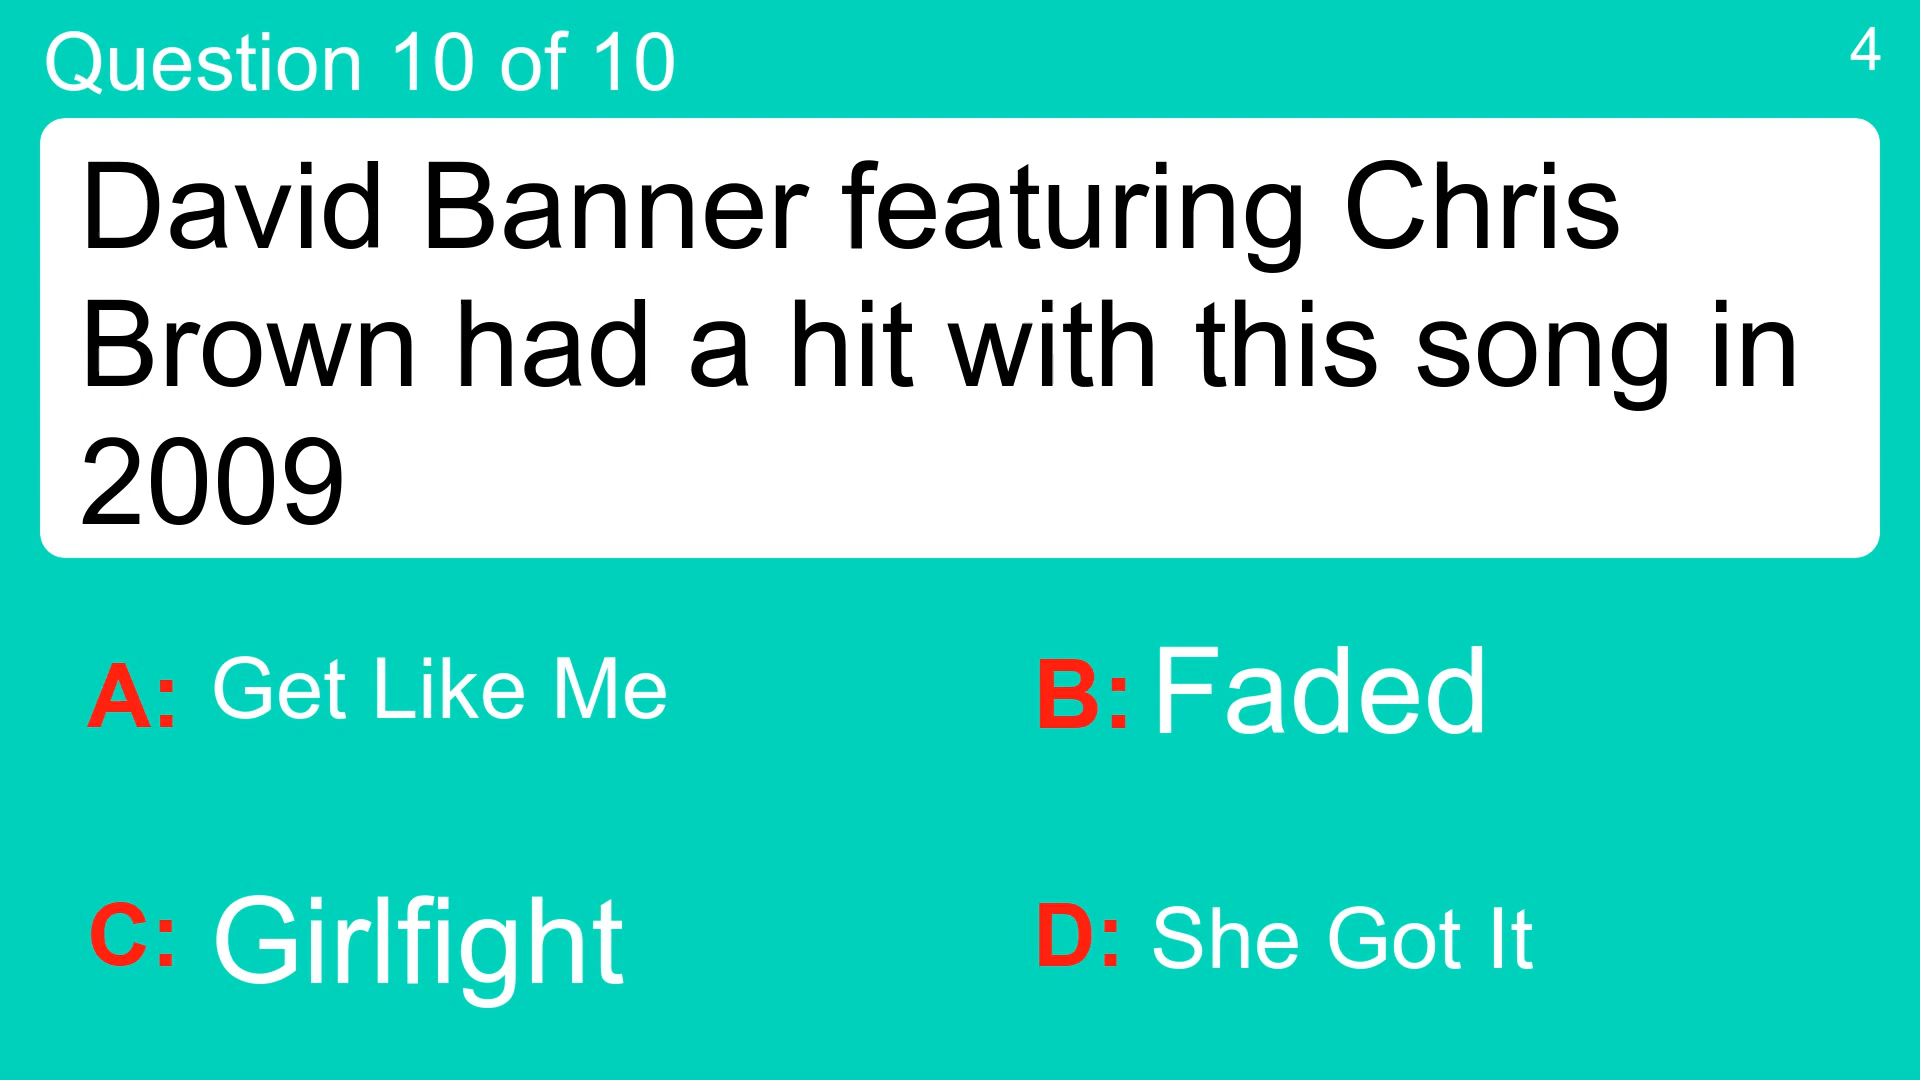 Question 10 of 10
4
David Banner featuring Chris
Brown had a hit with this song in
2009
A: Get Like Me
B: Faded
C: Girlfight
D: She Got It